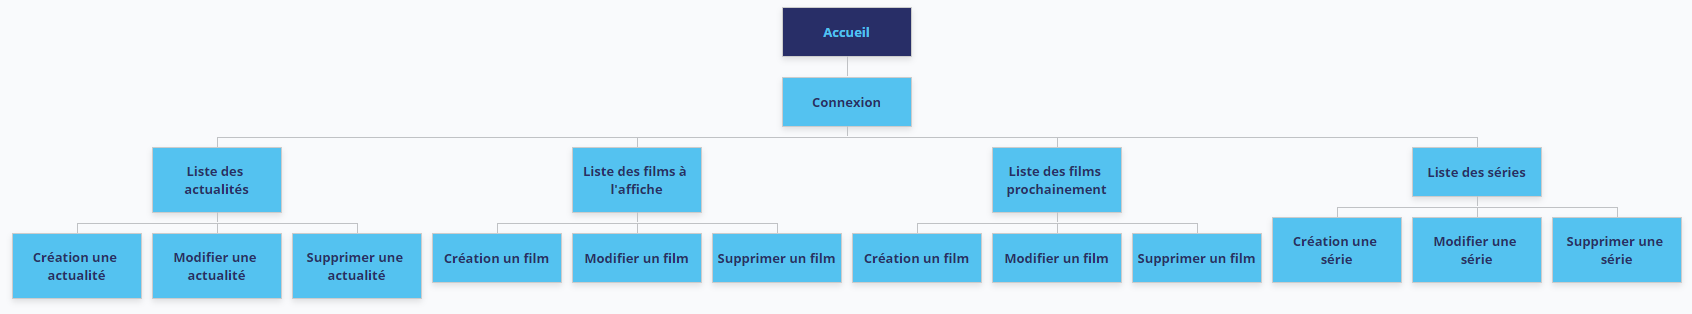 Accueil
Connexion
Liste des
actualités
Liste des films à
l'affiche
Liste des films
prochainement
Liste des séries
Création une
actualité
Modifier une
actualité
Supprimer une
actualité
Création un film
Modifier un film
Supprimer un film
Création un film
Modifier un film
Supprimer un film
Création une
série
Modifier une
série
Supprimer une
série